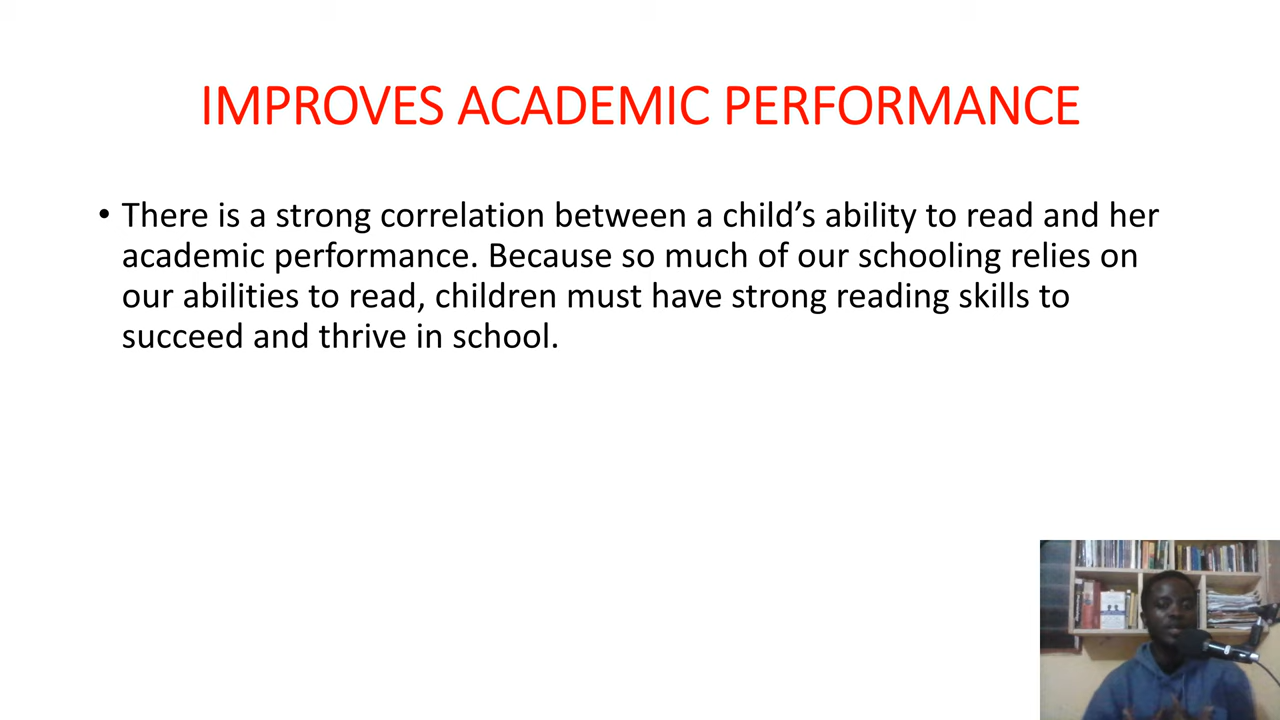 IMPROVES ACADEMIC PERFORMANCE
• There is a strong correlation between a child’s ability to read and her
academic performance. Because so much of our schooling relies on
our abilities to read, children must have strong reading skills to
succeed and thrive in school.